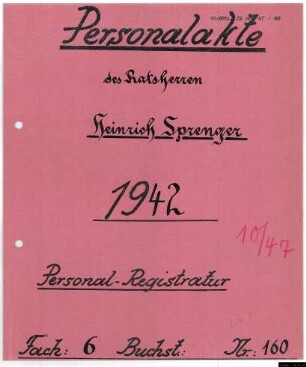 Personalakte
des Ratsherren
Heinrich Sprenger
1942
10/47
Personal-Registratur
Fach: 6 Buchst.: Nr.: 160